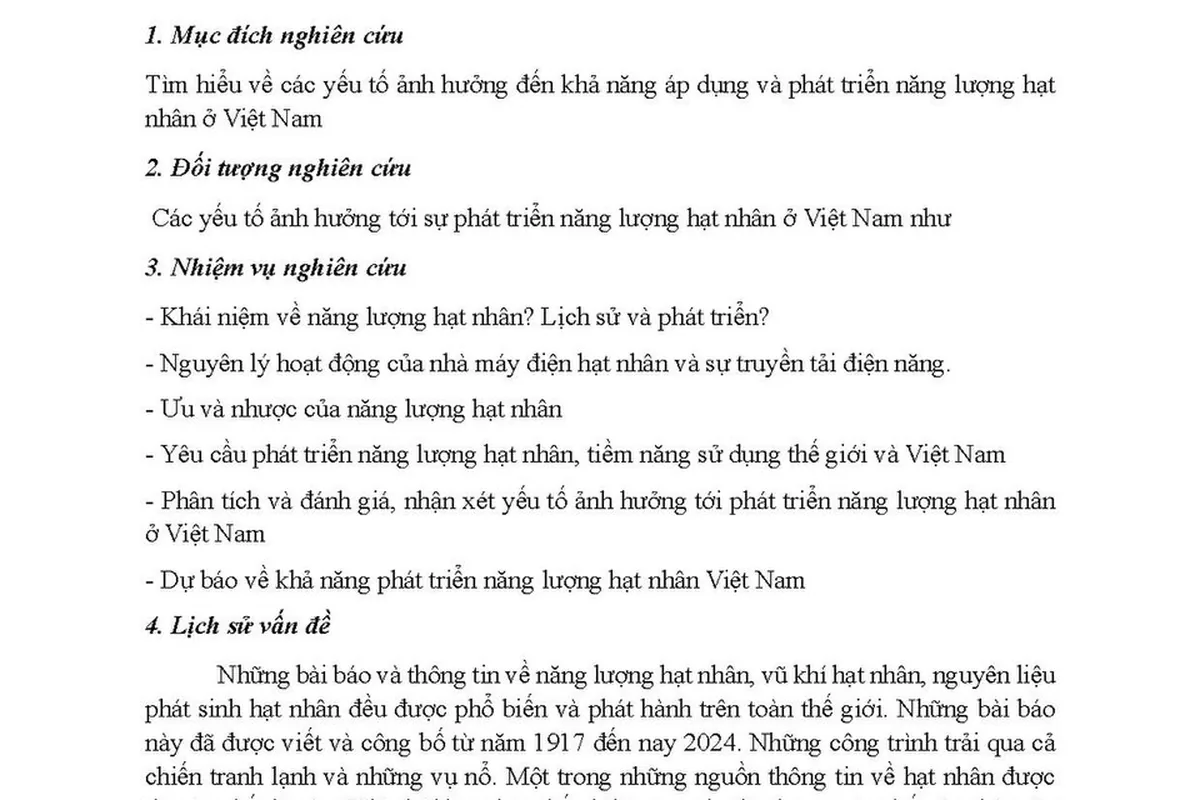 1. Mục đích nghiên cứu
Tìm hiểu về các yếu tố ảnh hưởng đến khả năng áp dụng và phát triển năng lượng hạt
nhân ở Việt Nam
2. Đối tượng nghiên cứu
Các yếu tố ảnh hưởng tới sự phát triển năng lượng hạt nhân ở Việt Nam như
3. Nhiệm vụ nghiên cứu
- Khái niệm về năng lượng hạt nhân? Lịch sử và phát triển?
- Nguyên lý hoạt động của nhà máy điện hạt nhân và sự truyền tải điện năng.
- Ưu và nhược của năng lượng hạt nhân
- Yêu cầu phát triển năng lượng hạt nhân, tiềm năng sử dụng thế giới và Việt Nam
- Phân tích và đánh giá, nhận xét yếu tố ảnh hưởng tới phát triển năng lượng hạt nhân
ở Việt Nam
- Dự báo về khả năng phát triển năng lượng hạt nhân Việt Nam
4. Lịch sử vấn đề
Những bài báo và thông tin về năng lượng hạt nhân, vũ khí hạt nhân, nguyên liệu
phát sinh hạt nhân đều được phổ biến và phát hành trên toàn thế giới. Những bài báo
này đã được viết và công bố từ năm 1917 đến nay 2024. Những công trình trải qua cả
chiến tranh lạnh và những vụ nổ. Một trong những nguồn thông tin về hạt nhân được